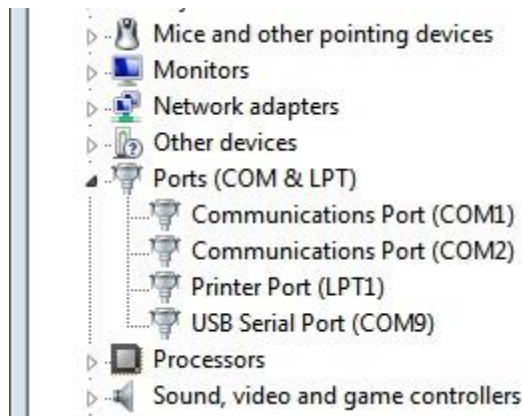 Mice and other pointing devices
Monitors
Network adapters
Other devices
Ports (COM & LPT)
Communications Port (COM1)
Communications Port (COM2)
Printer Port (LPT1)
USB Serial Port (COM9)
Processors
Sound, video and game controllers